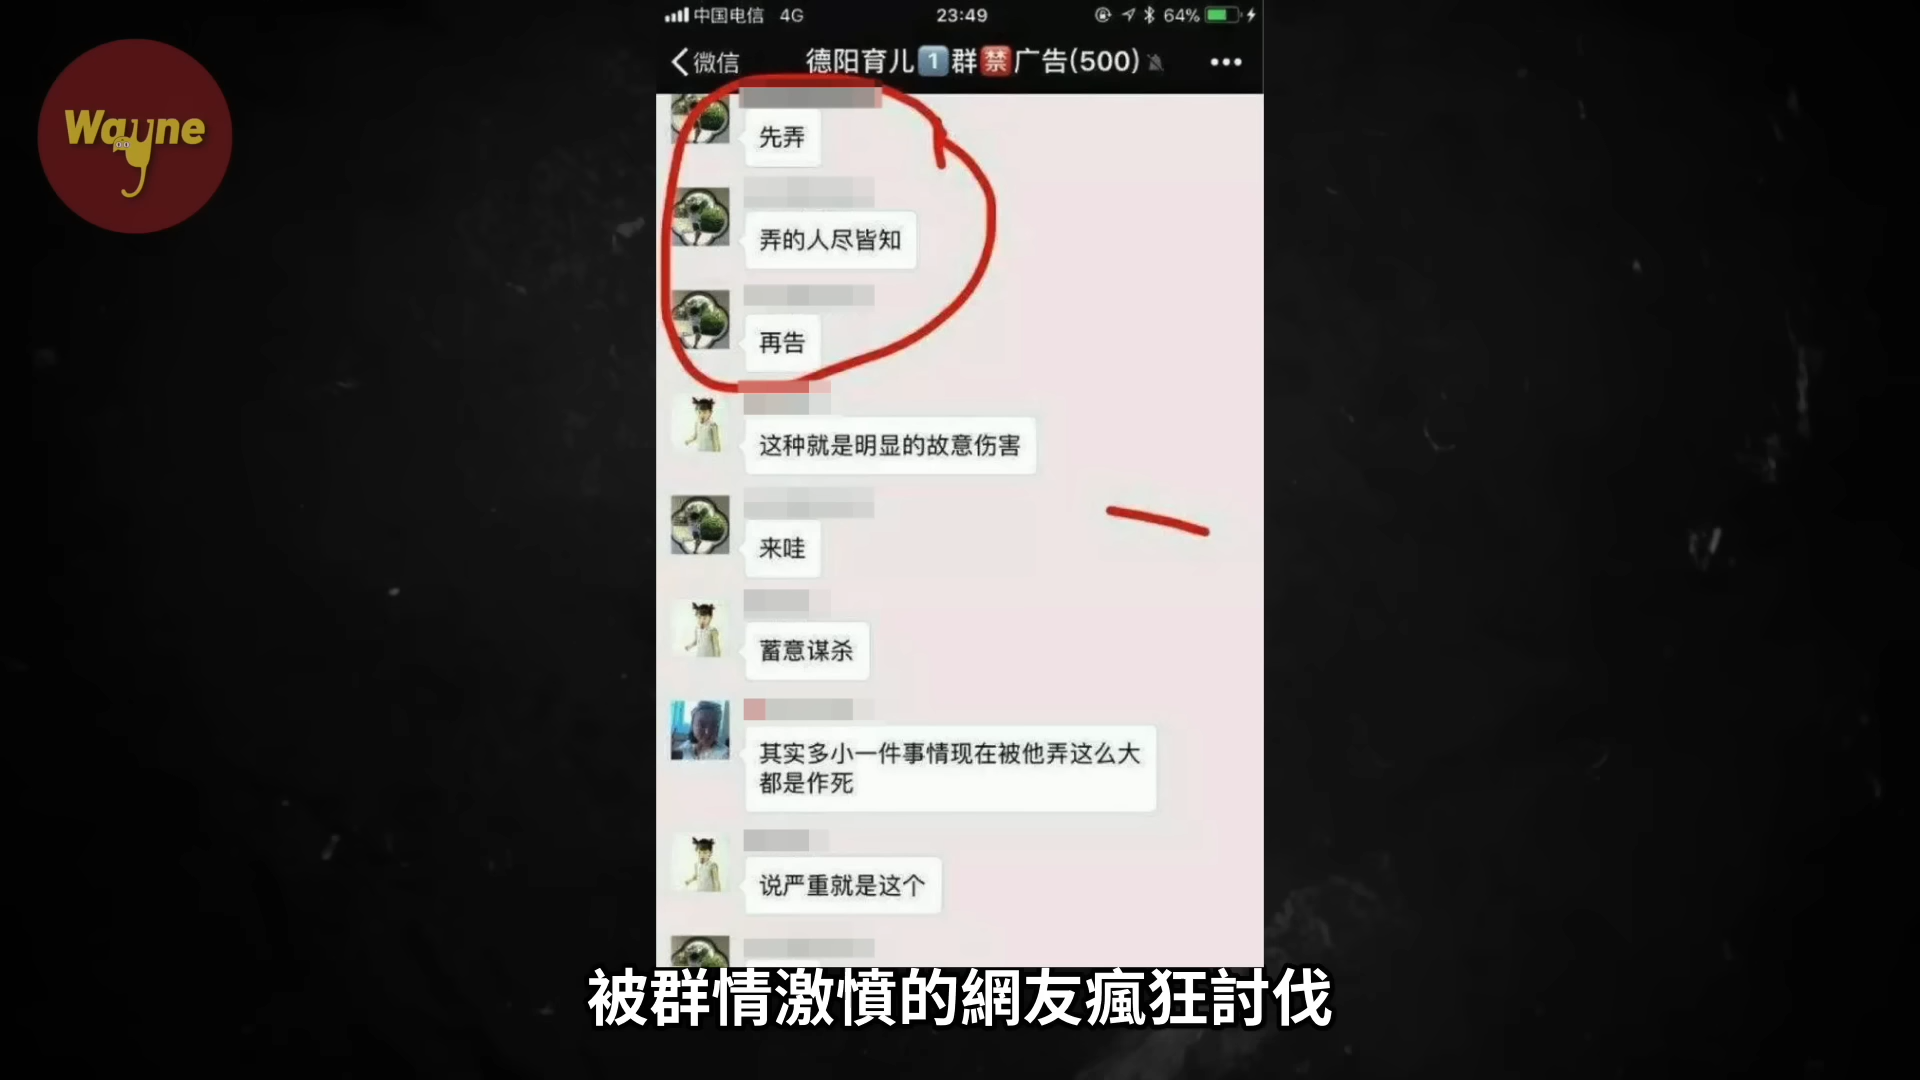 中国电信 4G 23:49 64%
Wayne
微信 德阳育儿1群禁广告(500)
先弄
弄的人尽皆知
再告
这种就是明显的故意伤害
来哇
蓄意谋杀
其实多小一件事情现在被他弄这么大
都是作死
说严重就是这个
被群情激憤的網友瘋狂討伐